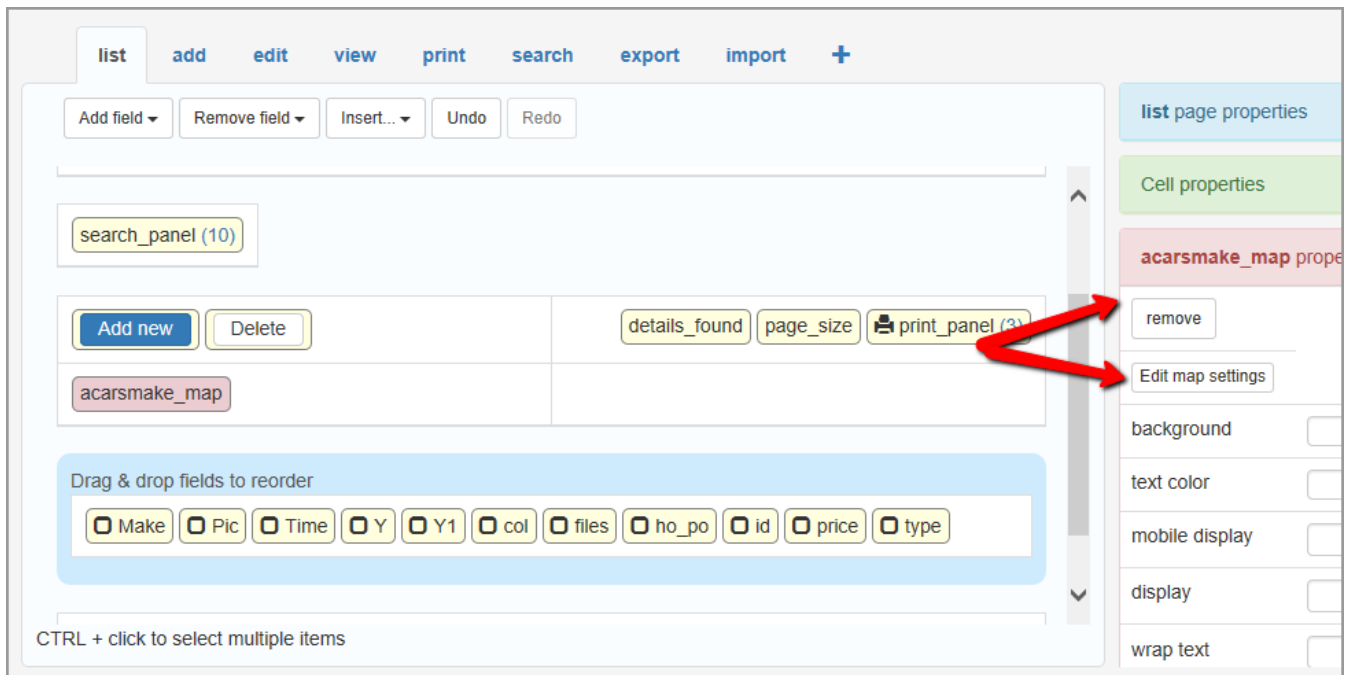 list add edit view print search export import
Add field Remove field Insert... Undo Redo
search_panel (10)
Add new Delete details_found page_size print_panel (3)
acarsmake_map
Drag & drop fields to reorder
Make Pic Time Y Y1 col files ho_po id price type
CTRL + click to select multiple items
list page properties
Cell properties
acarsmake_map prope
remove
Edit map settings
background
text color
mobile display
display
wrap text